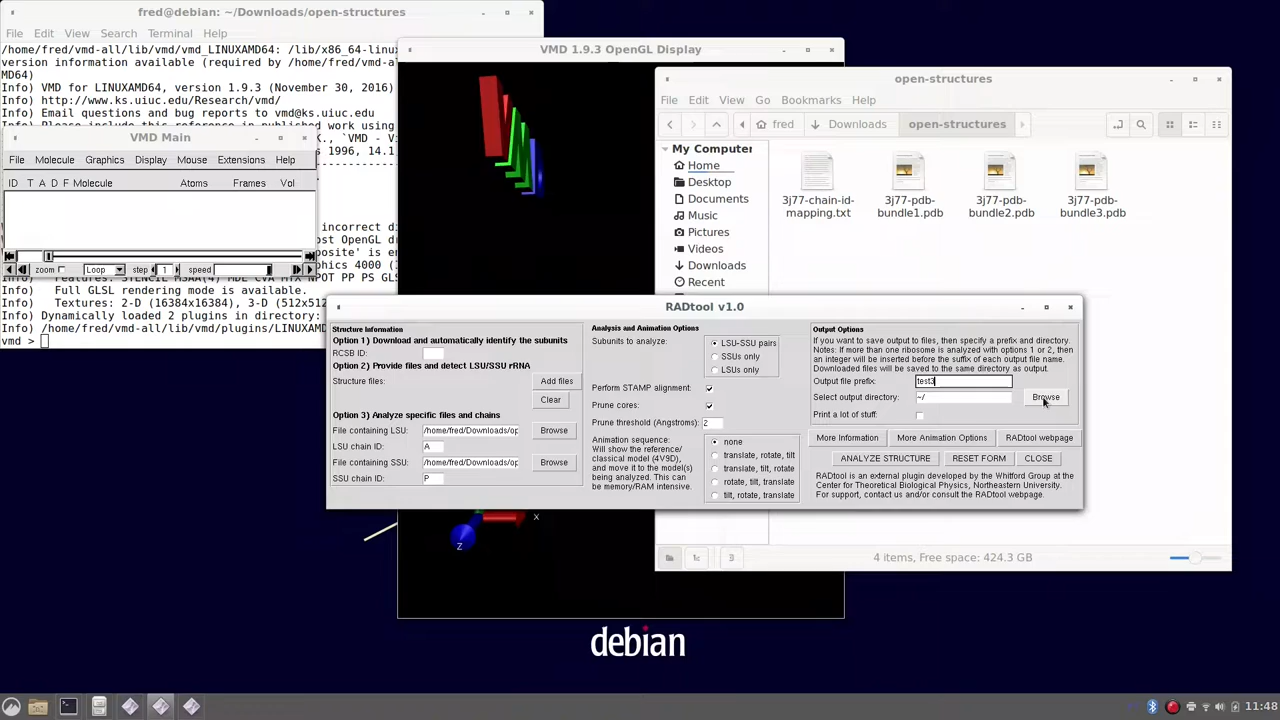 fred@debian: ~/Downloads/open-structures
File Edit View Search Terminal Help
/home/fred/vmd-all/lib/vmd/vmd_LINUXAMD64: /lib/x86_64-linux
version information available (required by /home/fred/vmd-a
MD64)
Info) VMD for LINUXAMD64, version 1.9.3 (November 30, 2016)
Info) http://www.ks.uiuc.edu/Research/vmd/
Info) Email questions and bug reports to vmd@ks.uiuc.edu
Info) Please include this reference in published work using
VMD Main
File Molecule Graphics Display Mouse Extensions Help
ID T A D F Molecule Atoms Frames Vol
zoom Loop step 1 speed
Info) Full GLSL rendering mode is available.
Info) Textures: 2-D (16384x16384), 3-D (512x512
Info) Dynamically loaded 2 plugins in directory:
Info) /home/fred/vmd-all/lib/vmd/plugins/LINUXAMD
vmd >
VMD 1.9.3 OpenGL Display
X
Z
open-structures
File Edit View Go Bookmarks Help
fred Downloads open-structures
My Computer
Home
Desktop
Documents
Music
Pictures
Videos
Downloads
Recent
3j77-chain-id-mapping.txt
3j77-pdb-bundle1.pdb
3j77-pdb-bundle2.pdb
3j77-pdb-bundle3.pdb
4 items, Free space: 424.3 GB
RADtool v1.0
Structure Information
Option 1) Download and automatically identify the subunits
RCSB ID:
Option 2) Provide files and detect LSU/SSU rRNA
Structure files: Add files
Clear
Option 3) Analyze specific files and chains
File containing LSU: /home/fred/Downloads/op Browse
LSU chain ID: A
File containing SSU: /home/fred/Downloads/op Browse
SSU chain ID: P
Analysis and Animation Options
Subunits to analyze: LSU-SSU pairs
SSUs only
LSUs only
Perform STAMP alignment:
Prune cores:
Prune threshold (Angstroms): 2
Animation sequence:
Will show the reference/
classical model (4V9D),
and move it to the model(s)
being analyzed. This can
be memory/RAM intensive.
none
translate, rotate, tilt
translate, tilt, rotate
rotate, tilt, translate
tilt, rotate, translate
Output Options
If you want to save output to files, then specify a prefix and directory.
Notes: If more than one ribosome is analyzed with options 1 or 2, then
an integer will be inserted before the suffix of each output file name.
Downloaded files will be saved to the same directory as output.
Output file prefix: test3
Select output directory: ~/ Browse
Print a lot of stuff:
More Information More Animation Options RADtool webpage
ANALYZE STRUCTURE RESET FORM CLOSE
RADtool is an external plugin developed by the Whitford Group at the
Center for Theoretical Biological Physics, Northeastern University.
For support, contact us and/or consult the RADtool webpage.
debian
11:48